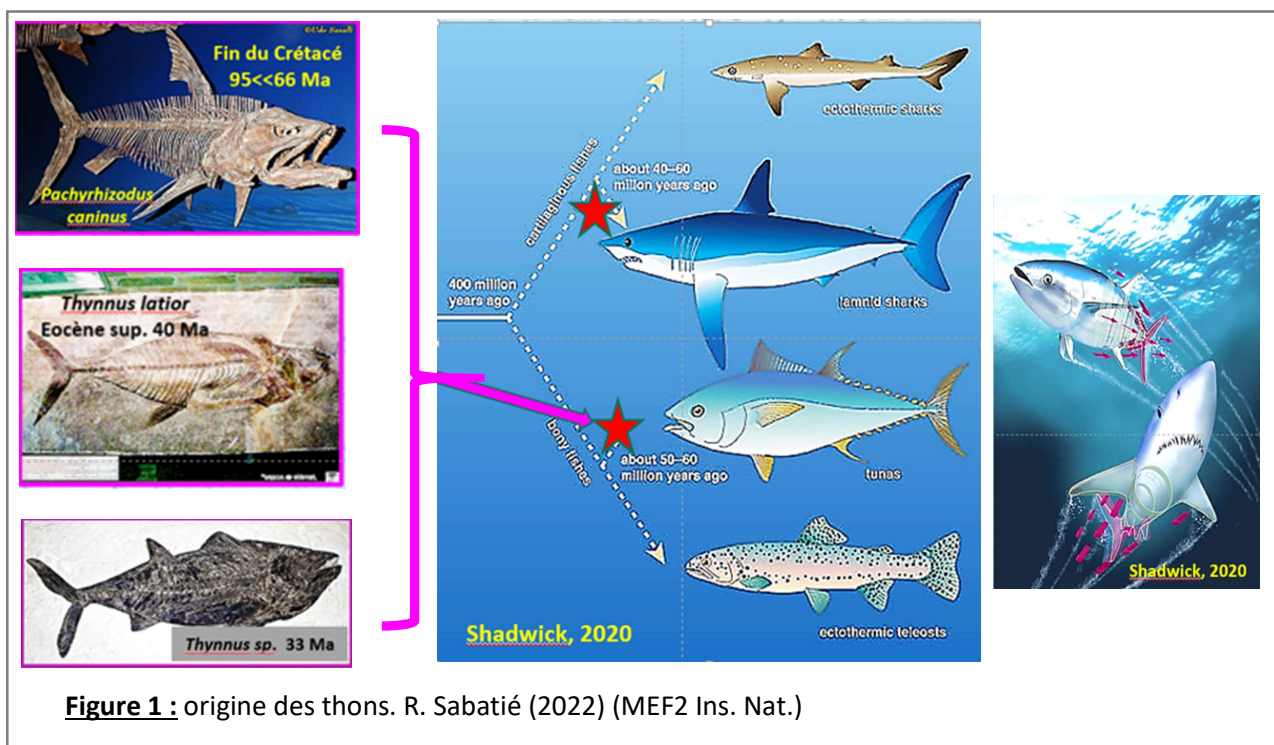 ©Udo Savalli
Fin du Crétacé
95<<66 Ma
Pachyrhizodus
caninus
Thynnus latior
Eocène sup. 40 Ma
Thynnus sp. 33 Ma
ectothermic sharks
cartilaginous fishes
about 40–60
million years ago
lamnid sharks
400 million
years ago
bony fishes
about 50–60
million years ago
tunas
ectothermic teleosts
Shadwick, 2020
Shadwick, 2020
Figure 1 : origine des thons. R. Sabatié (2022) (MEF2 Ins. Nat.)